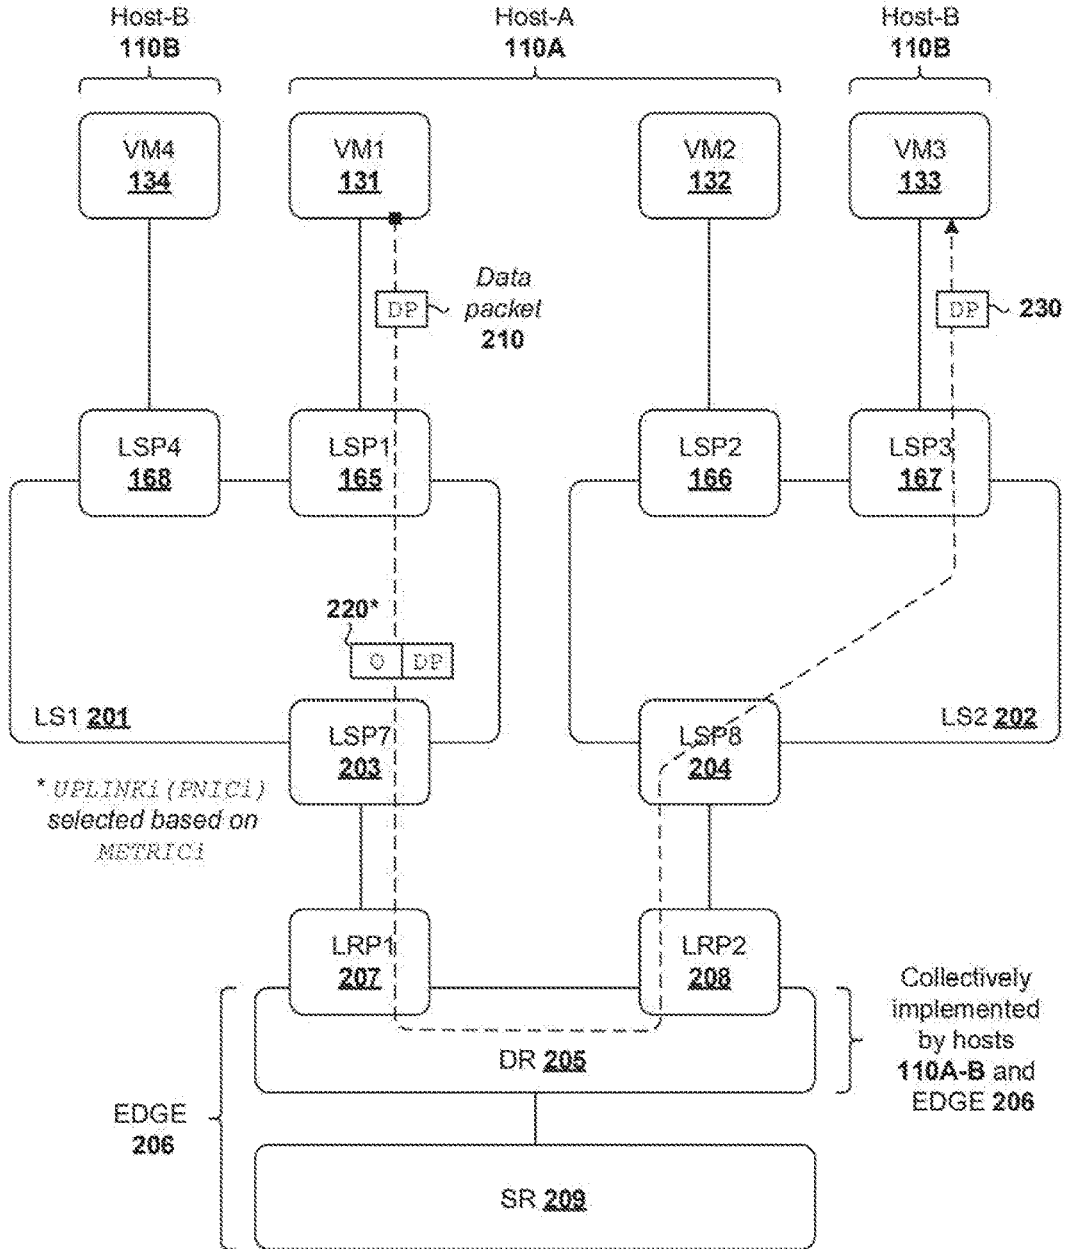 Host-B
110B
Host-A
110A
Host-B
110B
VM4
134
VM1
131
VM2
132
VM3
133
DP
Data
packet
210
DP
230
LSP4
168
LSP1
165
LSP2
166
LSP3
167
220*
O DP
LS1 201
LSP7
203
LSP8
204
LS2 202
* UPLINKi (PNICi)
selected based on
METRICi
LRP1
207
LRP2
208
DR 205
Collectively
implemented
by hosts
110A-B and
EDGE 206
EDGE
206
SR 209